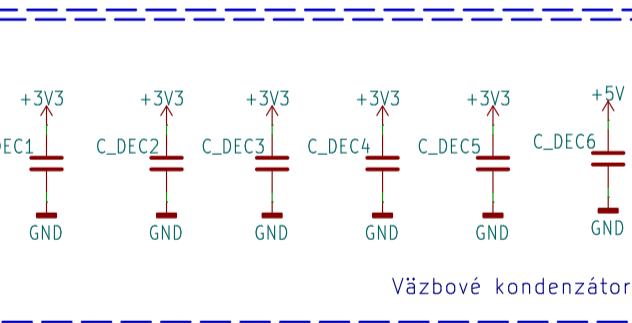 +3V3 +3V3 +3V3 +3V3 +3V3 +5V
DEC1 C_DEC2 C_DEC3 C_DEC4 C_DEC5 C_DEC6
GND GND GND GND GND GND
Väzbové kondenzátor